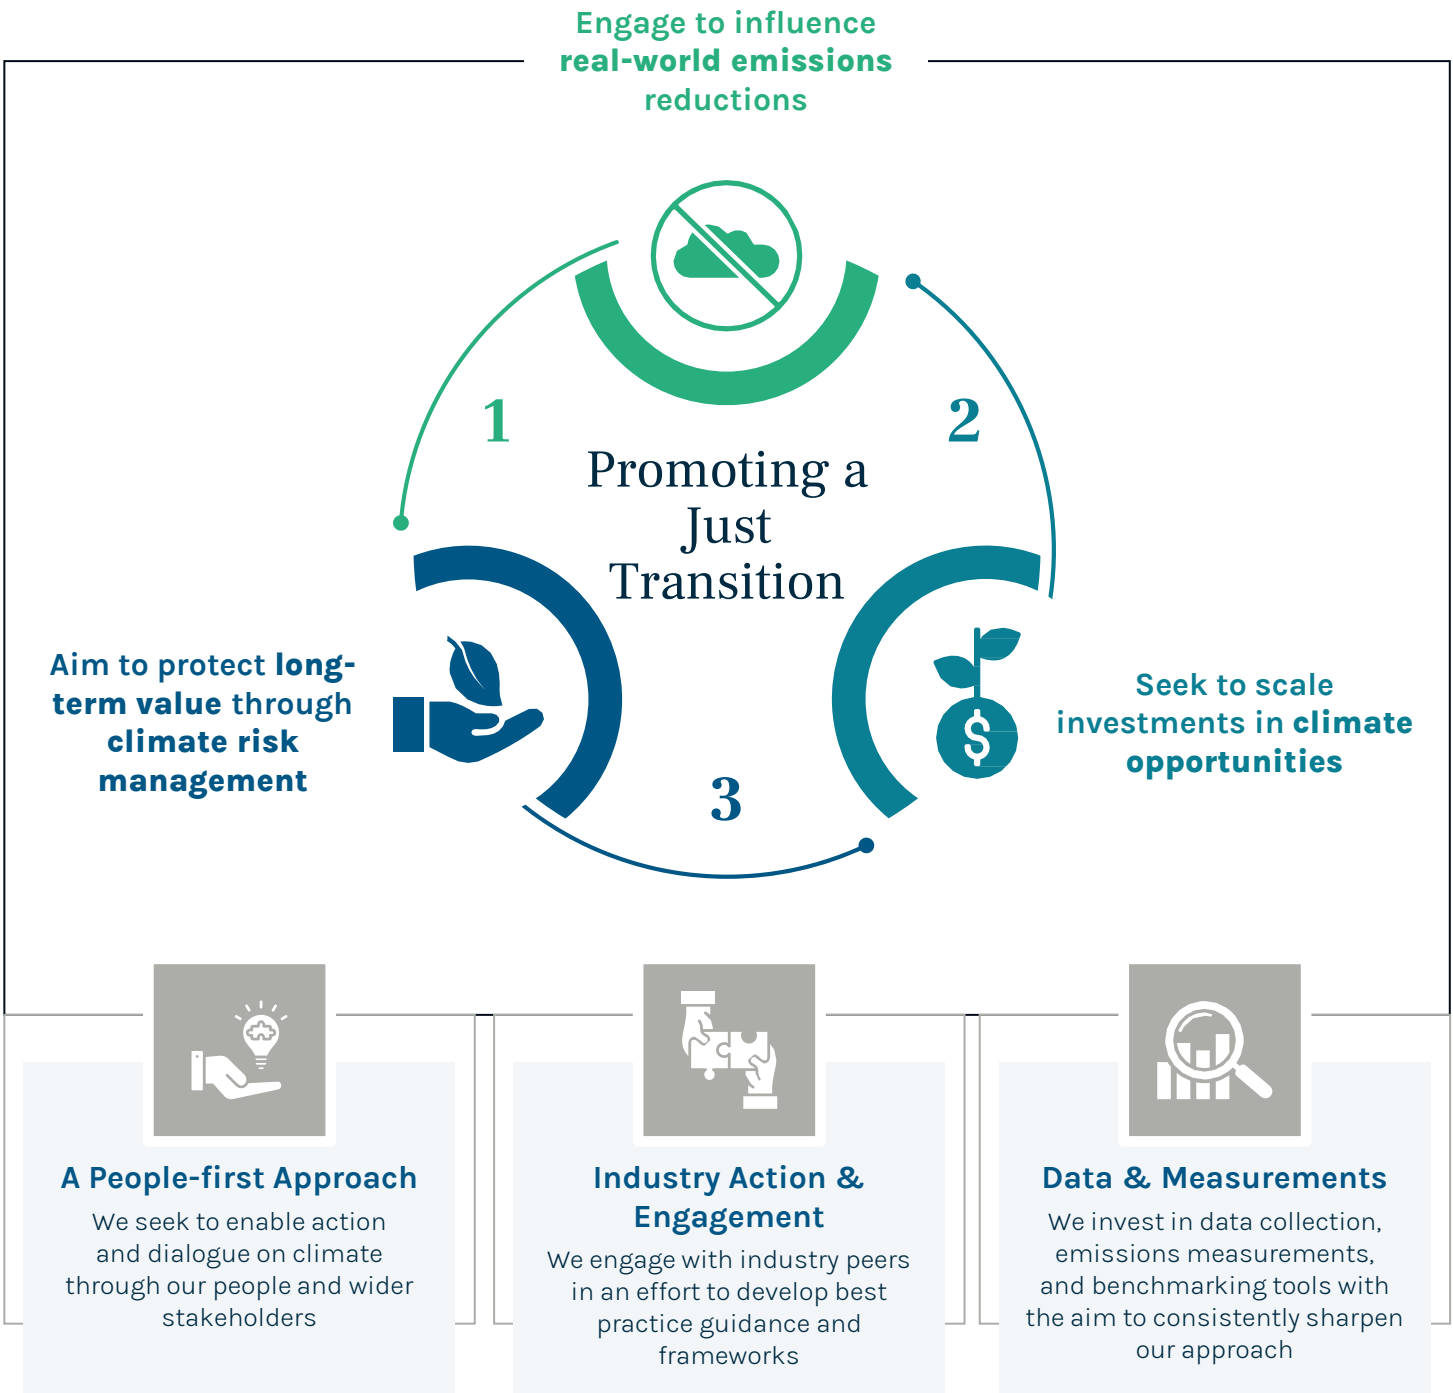 Engage to influence
real-world emissions
reductions
1
2
Promoting a
Just
Transition
Aim to protect long-
term value through
climate risk
management
Seek to scale
investments in climate
opportunities
$
3
A People-first Approach
We seek to enable action
and dialogue on climate
through our people and wider
stakeholders
Industry Action &
Engagement
We engage with industry peers
in an effort to develop best
practice guidance and
frameworks
Data & Measurements
We invest in data collection,
emissions measurements,
and benchmarking tools with
the aim to consistently sharpen
our approach